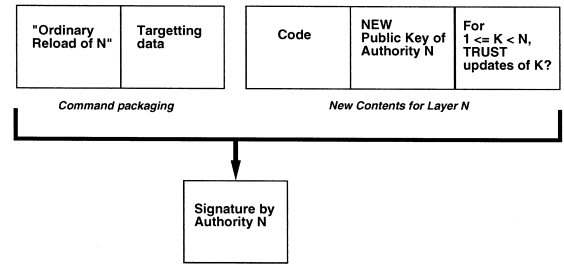 "Ordinary
Reload of N"
Targetting
data
Code
NEW
Public Key of
Authority N
For
1 <= K < N,
TRUST
updates of K?
Command packaging
New Contents for Layer N
Signature by
Authority N